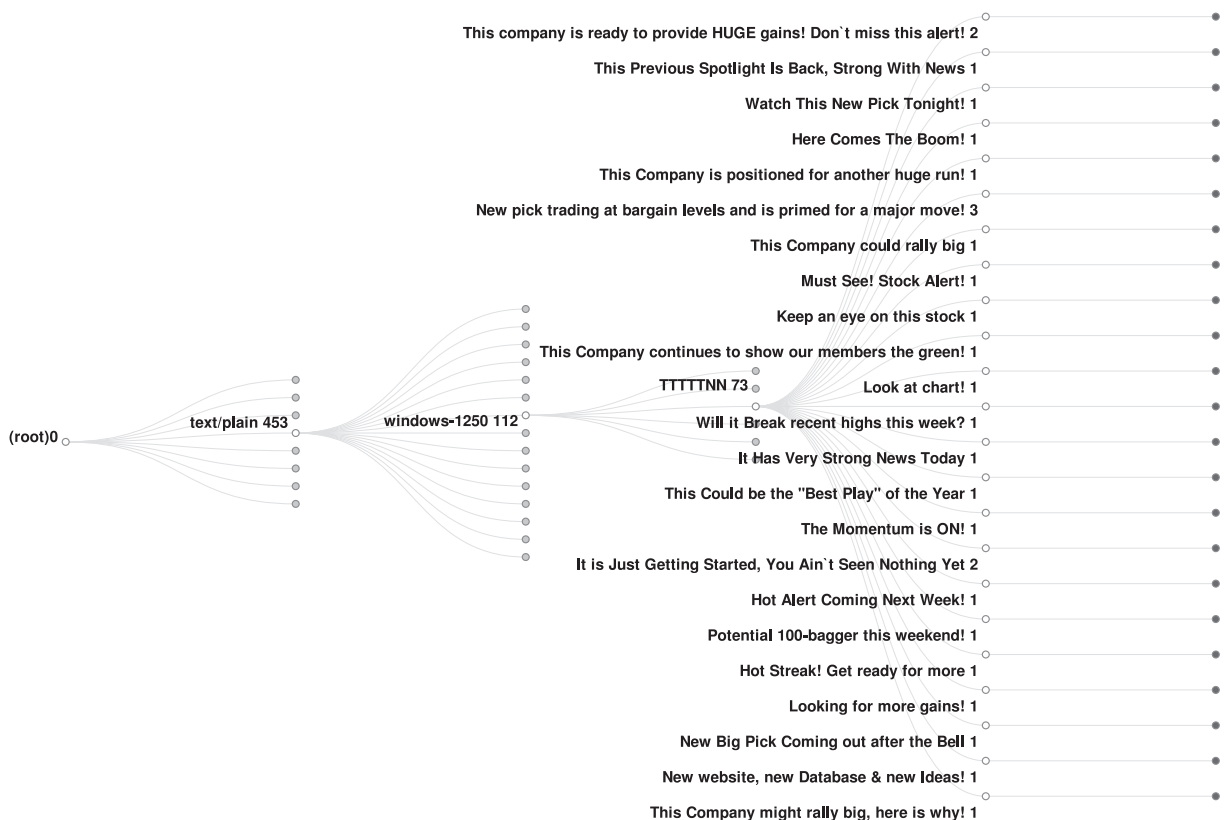 This company is ready to provide HUGE gains! Don`t miss this alert! 2
This Previous Spotlight Is Back, Strong With News 1
Watch This New Pick Tonight! 1
Here Comes The Boom! 1
This Company is positioned for another huge run! 1
New pick trading at bargain levels and is primed for a major move! 3
This Company could rally big 1
Must See! Stock Alert! 1
Keep an eye on this stock 1
This Company continues to show our members the green! 1
TTTTTNN 73
Look at chart! 1
text/plain 453
windows-1250 112
Will it Break recent highs this week? 1
(root)0
It Has Very Strong News Today 1
This Could be the "Best Play" of the Year 1
The Momentum is ON! 1
It is Just Getting Started, You Ain`t Seen Nothing Yet 2
Hot Alert Coming Next Week! 1
Potential 100-bagger this weekend! 1
Hot Streak! Get ready for more 1
Looking for more gains! 1
New Big Pick Coming out after the Bell 1
New website, new Database & new Ideas! 1
This Company might rally big, here is why! 1